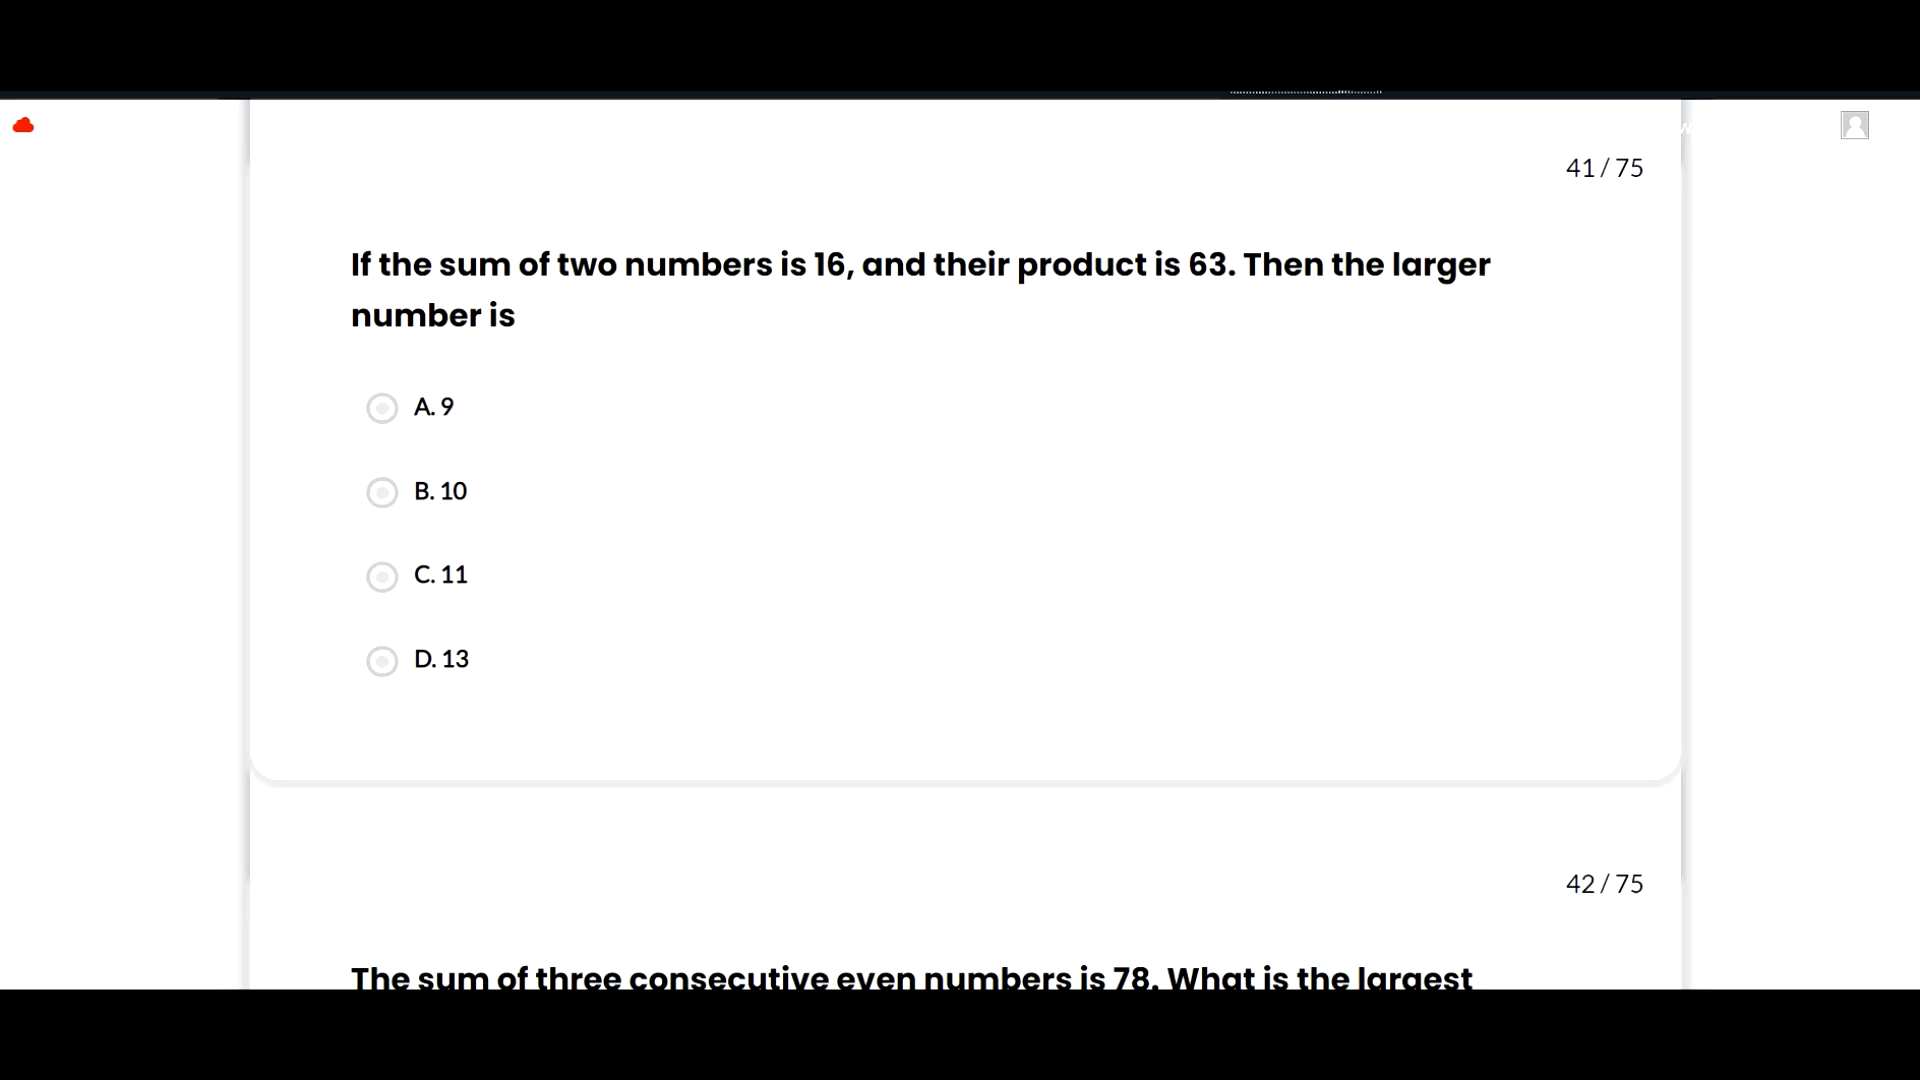 41 / 75
If the sum of two numbers is 16, and their product is 63. Then the larger
number is
A. 9
B. 10
C. 11
D. 13
42 / 75
The sum of three consecutive even numbers is 78. What is the largest